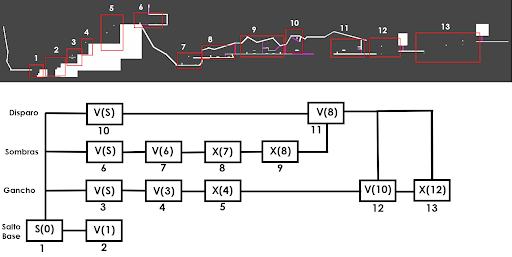 5 6
4 9 10 11 12 13
3 8
1 2 7
Disparo V(S) V(8)
10 11
Sombras V(S) V(6) X(7) X(8)
6 7 8 9
Gancho V(S) V(3) X(4) V(10) X(12)
3 4 5 12 13
Salto
Base S(0) V(1)
1 2